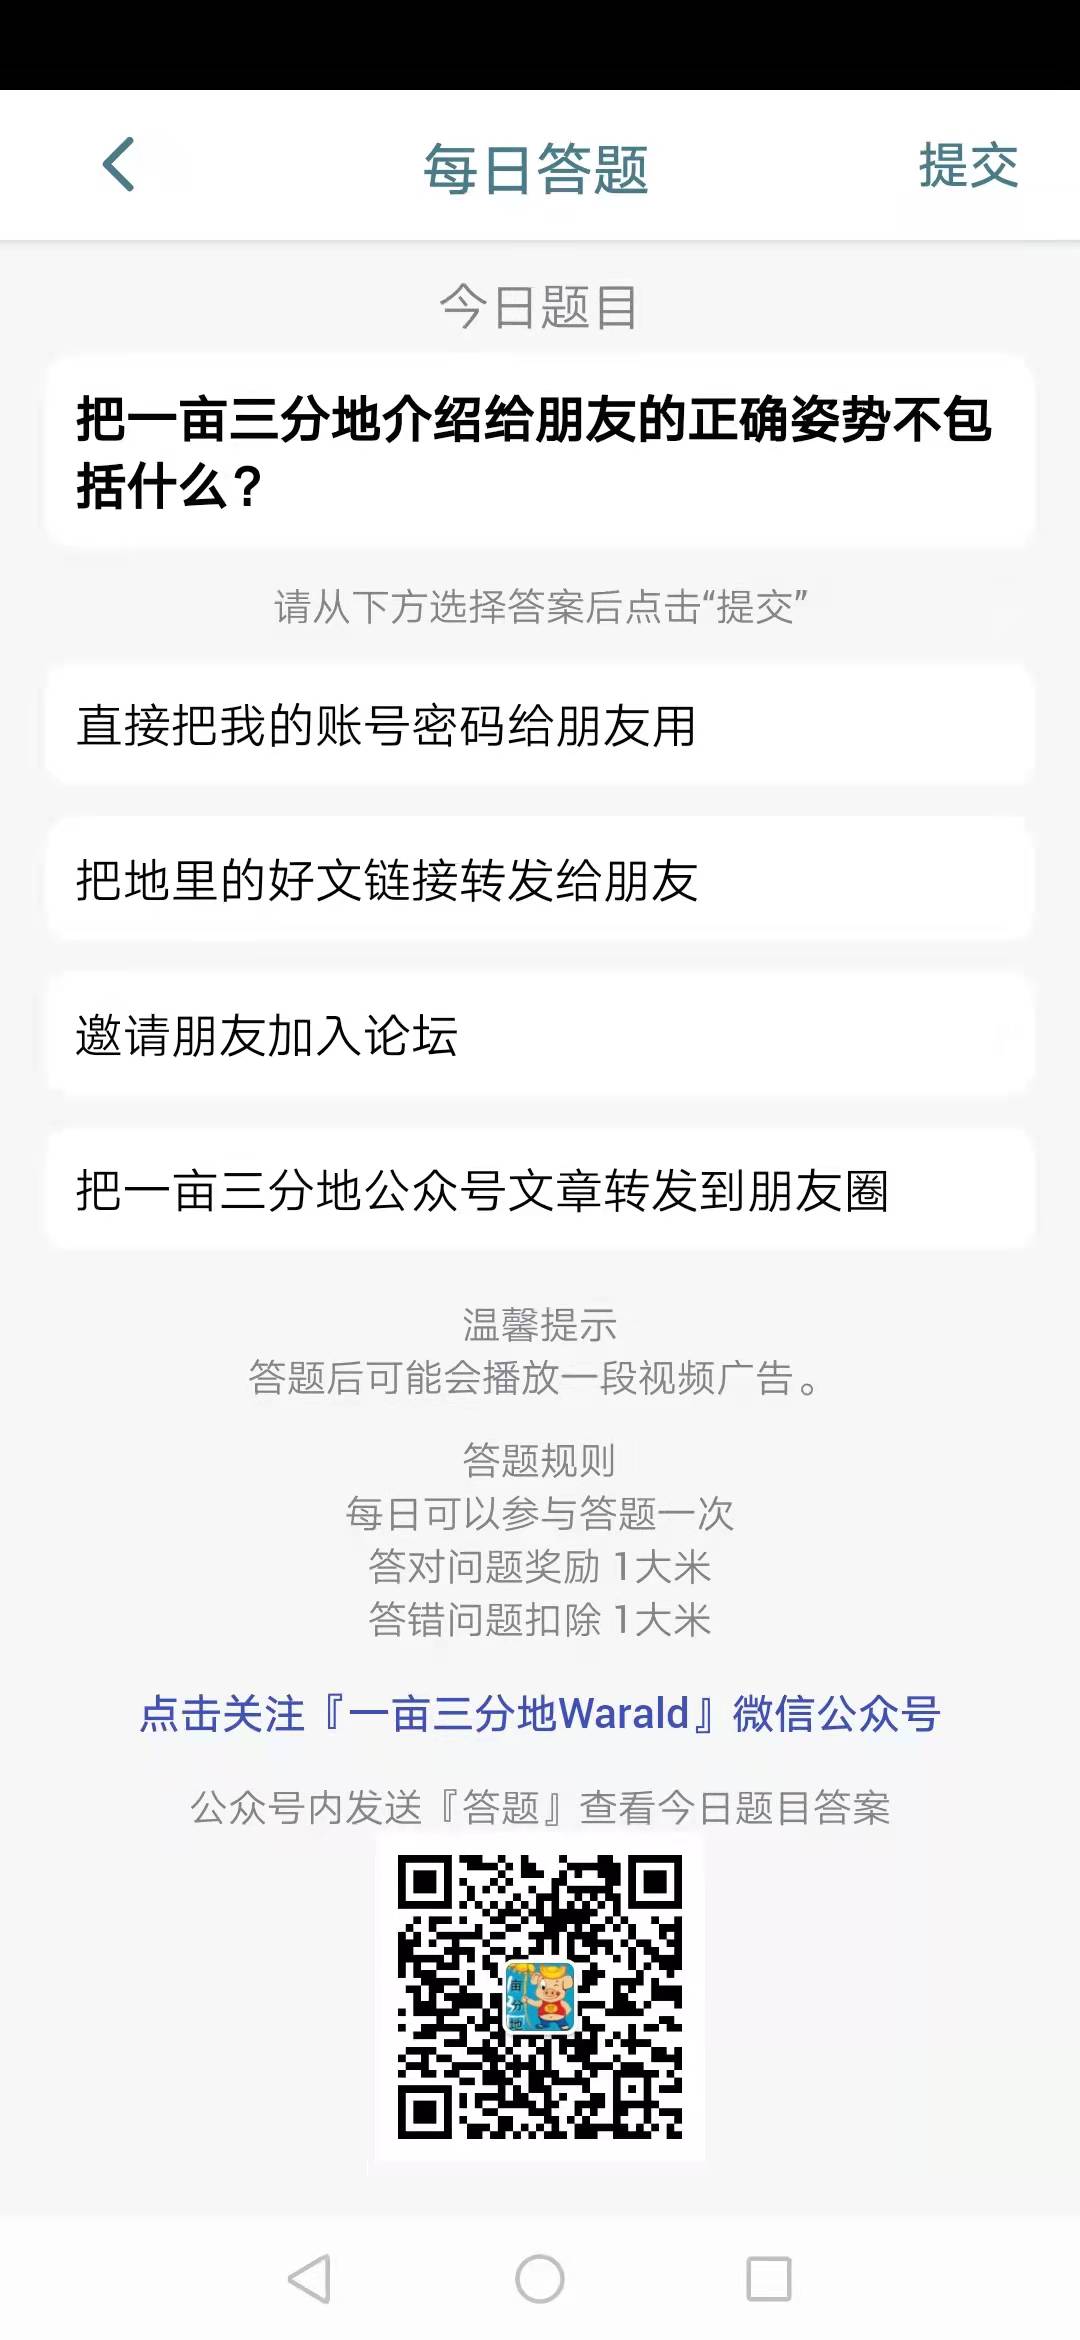 每日答题
提交
今日题目
把一亩三分地介绍给朋友的正确姿势不包
括什么？
请从下方选择答案后点击“提交”
直接把我的账号密码给朋友用
把地里的好文链接转发给朋友
邀请朋友加入论坛
把一亩三分地公众号文章转发到朋友圈
温馨提示
答题后可能会播放一段视频广告。
答题规则
每日可以参与答题一次
答对问题奖励 1大米
答错问题扣除 1大米
点击关注『一亩三分地Warald』微信公众号
公众号内发送『答题』查看今日题目答案